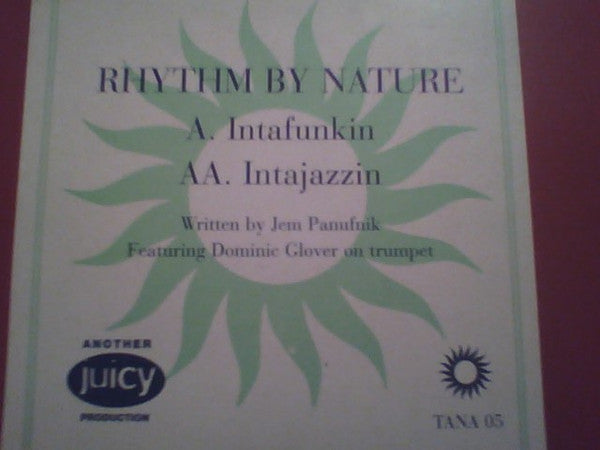 RHYTHM BY NATURE
A. Intafunkin
AA. Intajazzin
Written by Jem Panufnik
Featuring Dominic Glover on trumpet
ANOTHER
JUICY
PRODUCTION
TANA 05